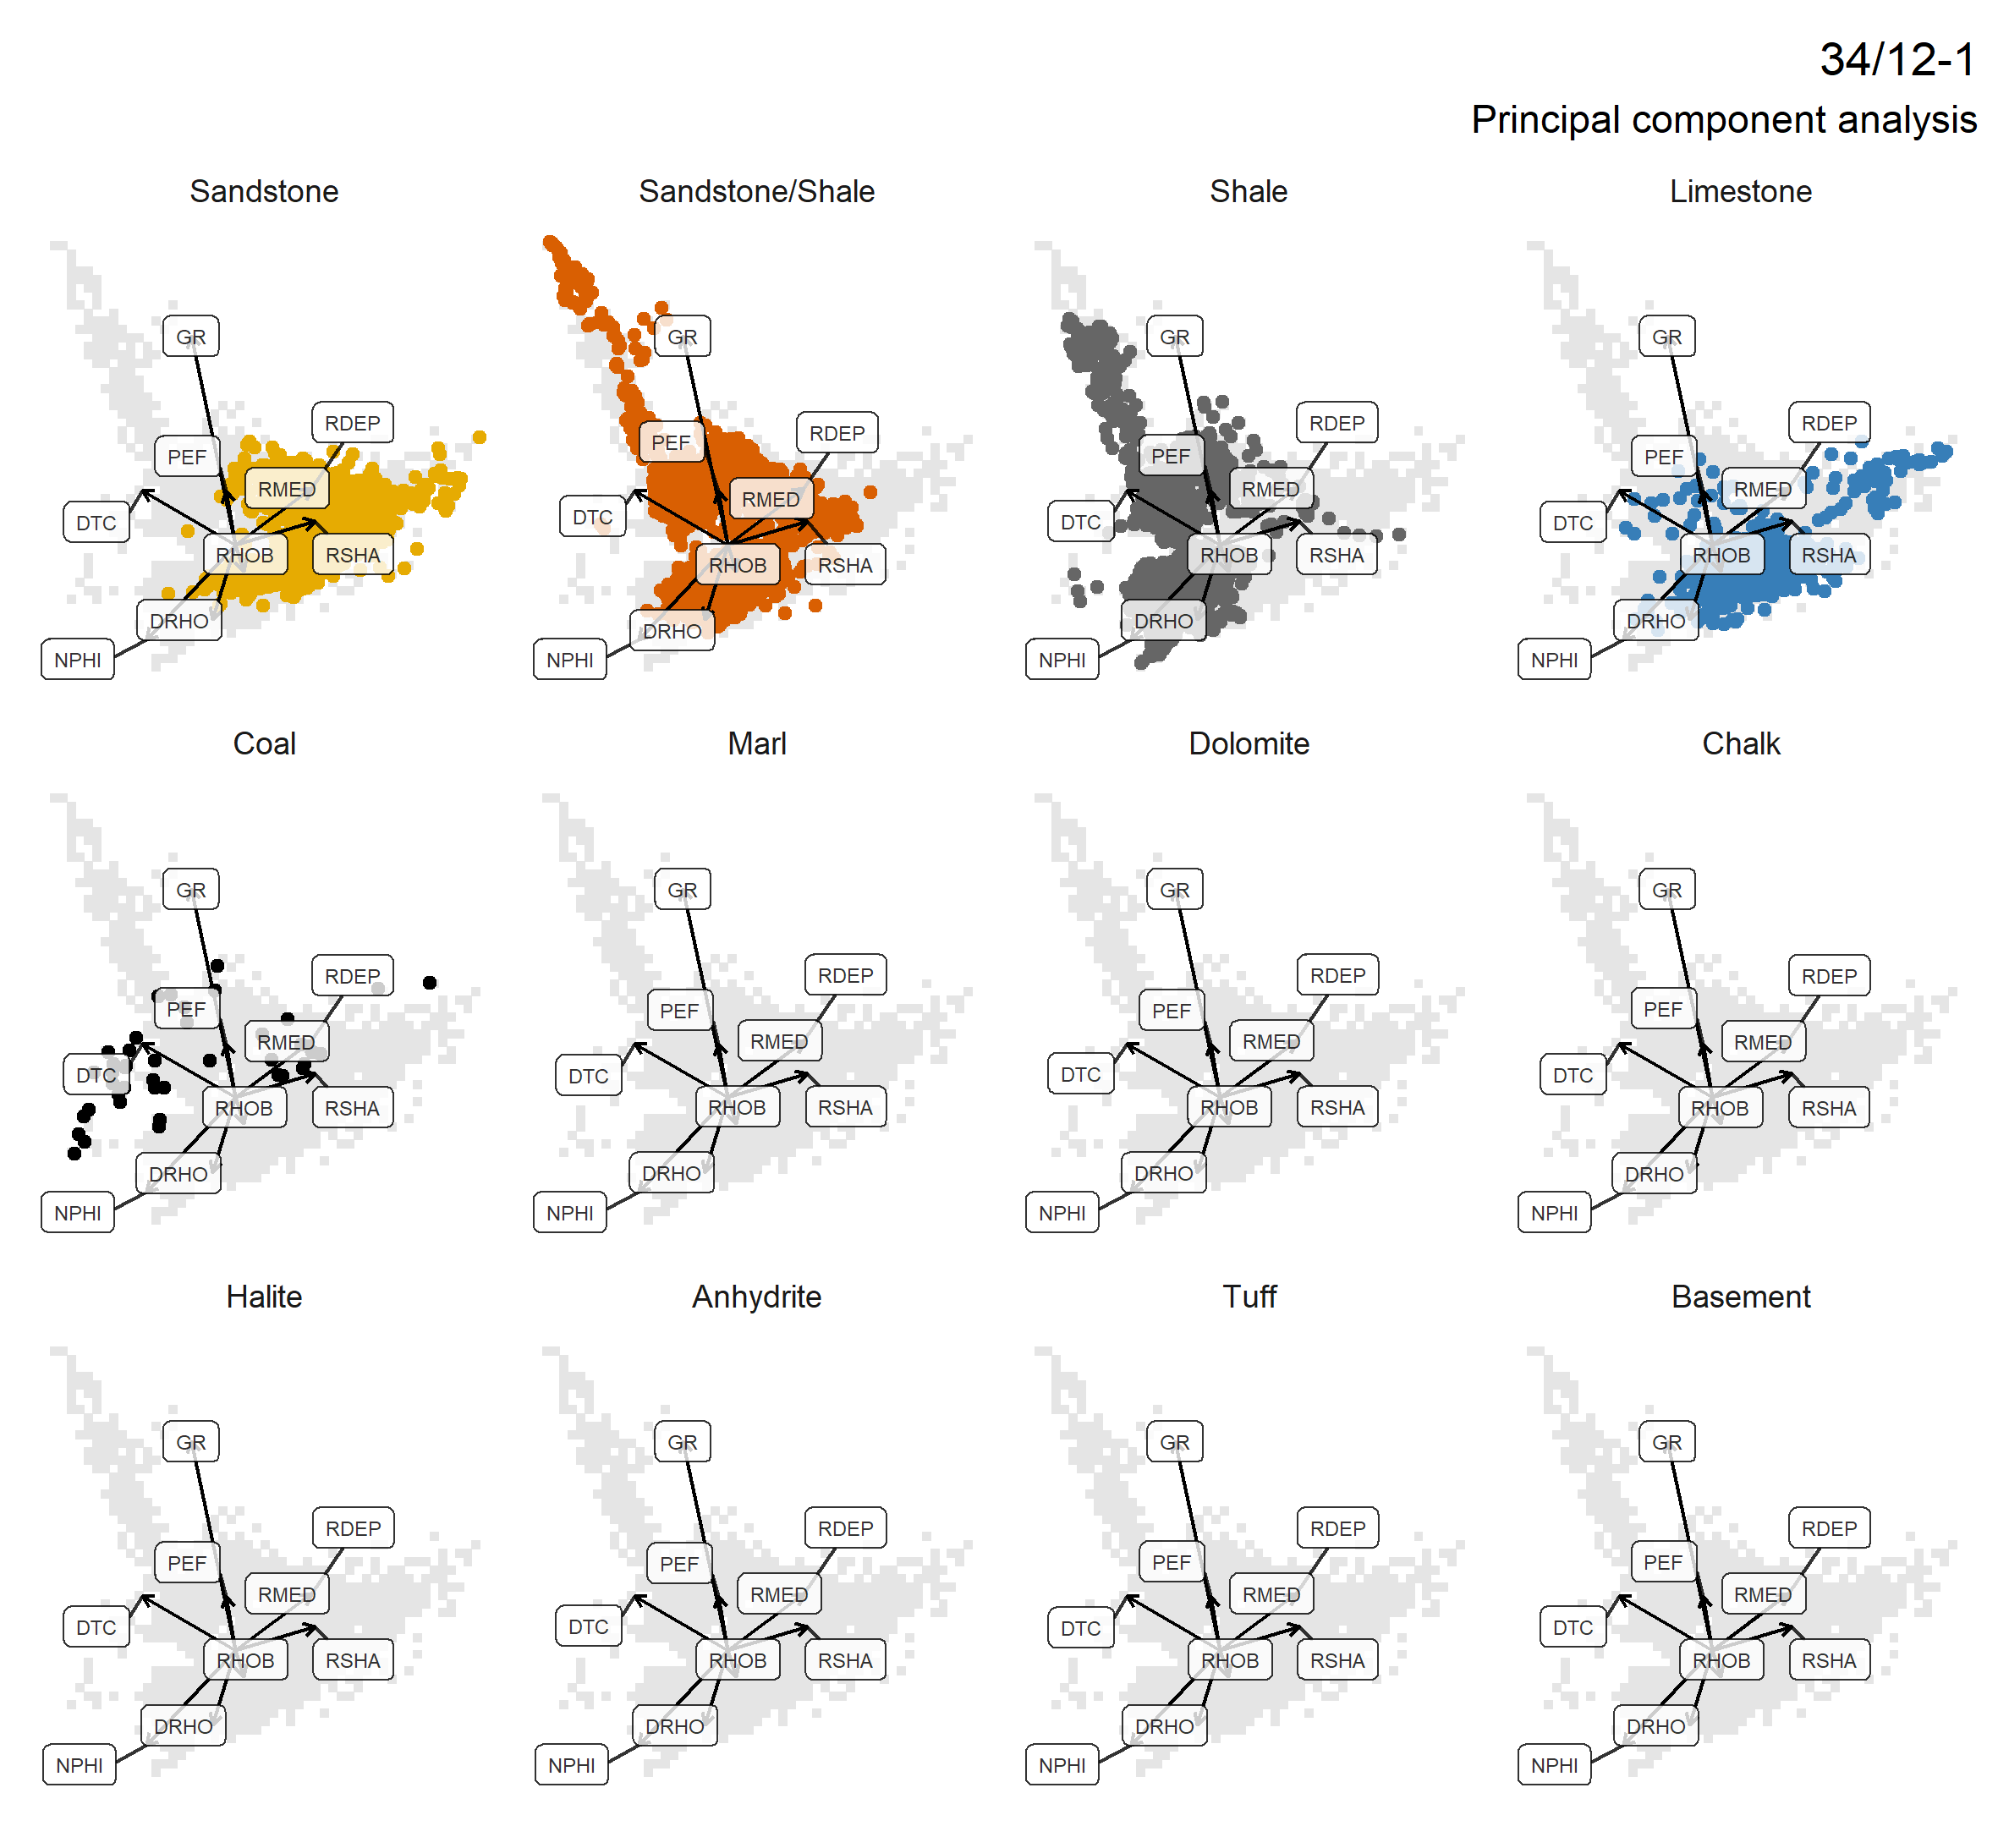 34/12-1
Principal component analysis
Sandstone
Sandstone/Shale
Shale
Limestone
GR
RDEP
PEF
RMED
DTC
RHOB
RSHA
DRHO
NPHI
GR
RDEP
PEF
RMED
DTC
RHOB
RSHA
DRHO
NPHI
GR
RDEP
PEF
RMED
DTC
RHOB
RSHA
DRHO
NPHI
GR
RDEP
PEF
RMED
DTC
RHOB
RSHA
DRHO
NPHI
Coal
Marl
Dolomite
Chalk
GR
RDEP
PEF
RMED
DTC
RHOB
RSHA
DRHO
NPHI
GR
RDEP
PEF
RMED
DTC
RHOB
RSHA
DRHO
NPHI
GR
RDEP
PEF
RMED
DTC
RHOB
RSHA
DRHO
NPHI
GR
RDEP
PEF
RMED
DTC
RHOB
RSHA
DRHO
NPHI
Halite
Anhydrite
Tuff
Basement
GR
RDEP
PEF
RMED
DTC
RHOB
RSHA
DRHO
NPHI
GR
RDEP
PEF
RMED
DTC
RHOB
RSHA
DRHO
NPHI
GR
RDEP
PEF
RMED
DTC
RHOB
RSHA
DRHO
NPHI
GR
RDEP
PEF
RMED
DTC
RHOB
RSHA
DRHO
NPHI